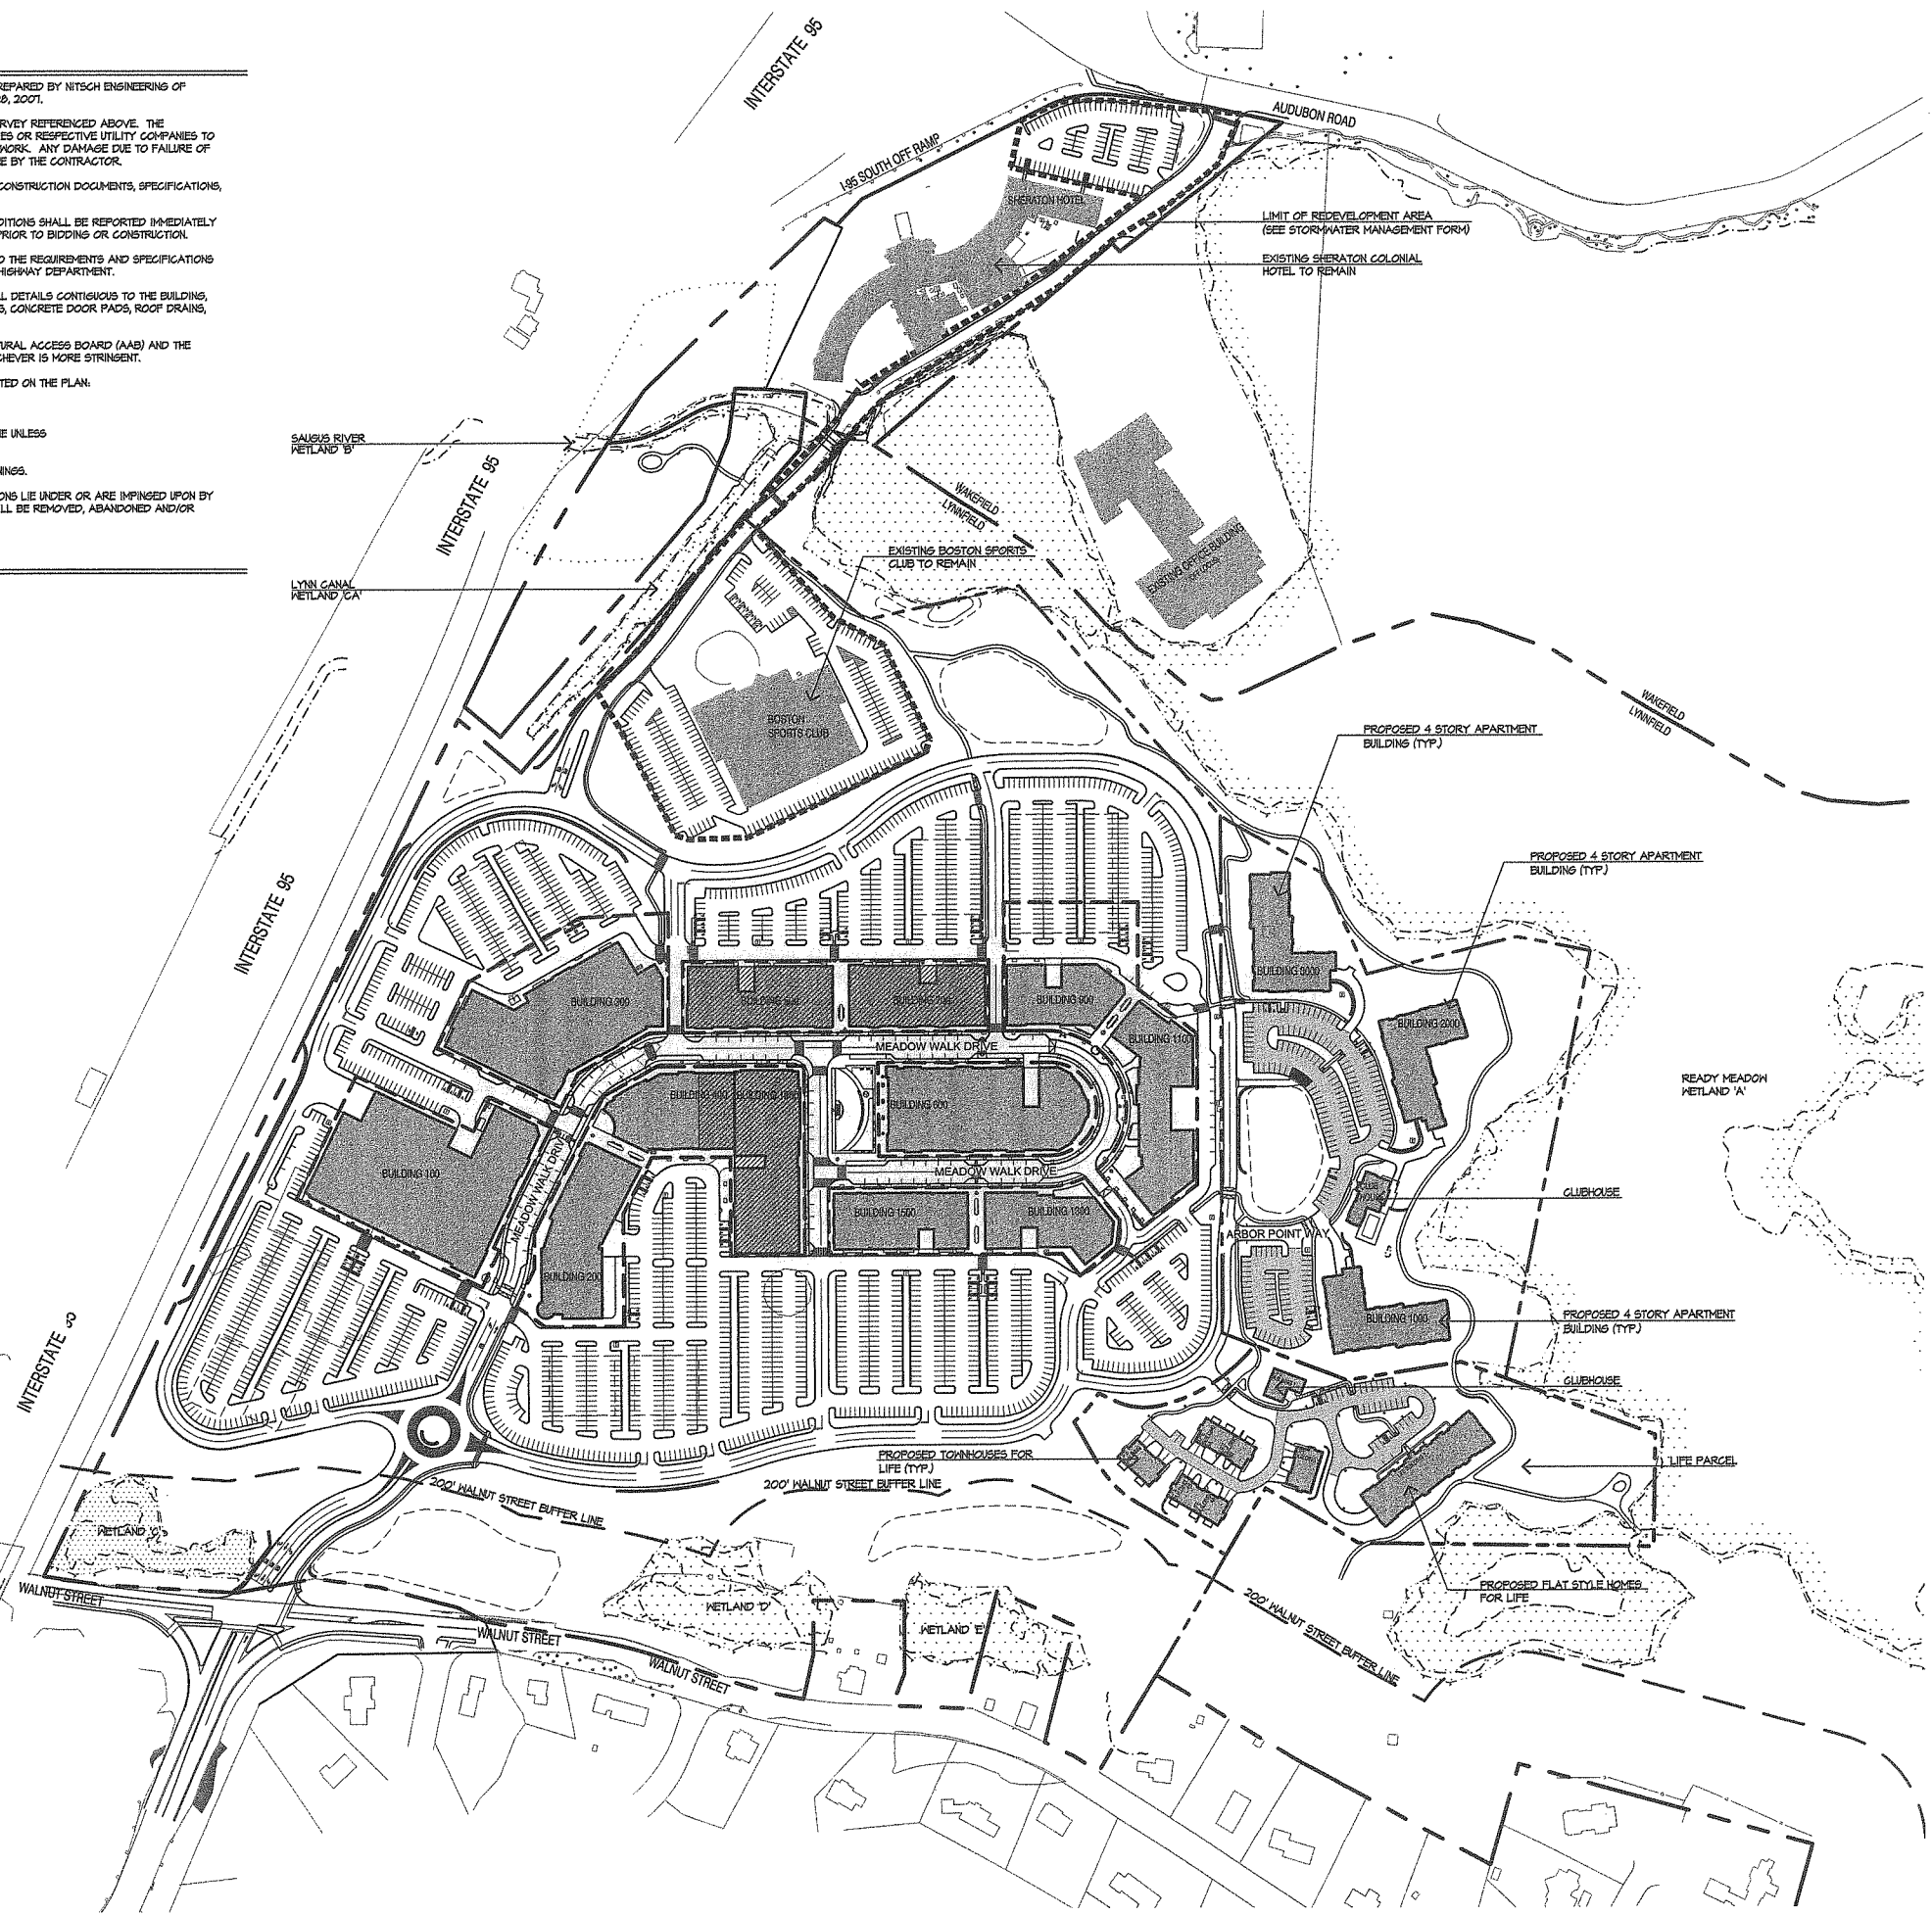 REPARED BY NITSCH ENGINEERING OF
28, 2007.
RVEY REFERENCED ABOVE. THE
ES OR RESPECTIVE UTILITY COMPANIES TO
WORK. ANY DAMAGE DUE TO FAILURE OF
E BY THE CONTRACTOR.
CONSTRUCTION DOCUMENTS, SPECIFICATIONS,
DITIONS SHALL BE REPORTED IMMEDIATELY
PRIOR TO BIDDING OR CONSTRUCTION.
O THE REQUIREMENTS AND SPECIFICATIONS
HIGHWAY DEPARTMENT.
L DETAILS CONTIGUOUS TO THE BUILDING,
S, CONCRETE DOOR PADS, ROOF DRAINS,
TURAL ACCESS BOARD (AAB) AND THE
CHEVER IS MORE STRINGENT.
TED ON THE PLAN:
E UNLESS
NINGS.
ONS LIE UNDER OR ARE IMPINGED UPON BY
LL BE REMOVED, ABANDONED AND/OR
INTERSTATE 95
AUDUBON ROAD
I-95 SOUTH OFF RAMP
SHERATON HOTEL
LIMIT OF REDEVELOPMENT AREA
(SEE STORMWATER MANAGEMENT FORM)
EXISTING SHERATON COLONIAL
HOTEL TO REMAIN
SAUGUS RIVER
WETLAND 'B'
INTERSTATE 95
WAKEFIELD
LYNNFIELD
EXISTING OFFICE BUILDING
EXISTING BOSTON SPORTS
CLUB TO REMAIN
LYNN CANAL
WETLAND 'CA'
BOSTON
SPORTS CLUB
WAKEFIELD
LYNNFIELD
PROPOSED 4 STORY APARTMENT
BUILDING (TYP.)
PROPOSED 4 STORY APARTMENT
BUILDING (TYP.)
INTERSTATE 95
BUILDING 3000
BUILDING 300
BUILDING 500
BUILDING 700
BUILDING 900
BUILDING 2000
MEADOW WALK DRIVE
BUILDING 1100
READY MEADOW
WETLAND 'A'
BUILDING 400
BUILDING 600
BUILDING 100
MEADOW WALK DRIVE
MEADOW WALK DRIVE
CLUBHOUSE
BUILDING 1500
BUILDING 1300
ARBOR POINT WAY
BUILDING 200
PROPOSED 4 STORY APARTMENT
BUILDING (TYP.)
BUILDING 1000
INTERSTATE
CLUBHOUSE
PROPOSED TOWNHOUSES FOR
LIFE (TYP.)
LIFE PARCEL
200' WALNUT STREET BUFFER LINE
200' WALNUT STREET BUFFER LINE
WETLAND 'C'
WALNUT STREET
WETLAND 'D'
WETLAND 'E'
PROPOSED FLAT STYLE HOMES
FOR LIFE
200' WALNUT STREET BUFFER LINE
WALNUT STREET
WALNUT STREET